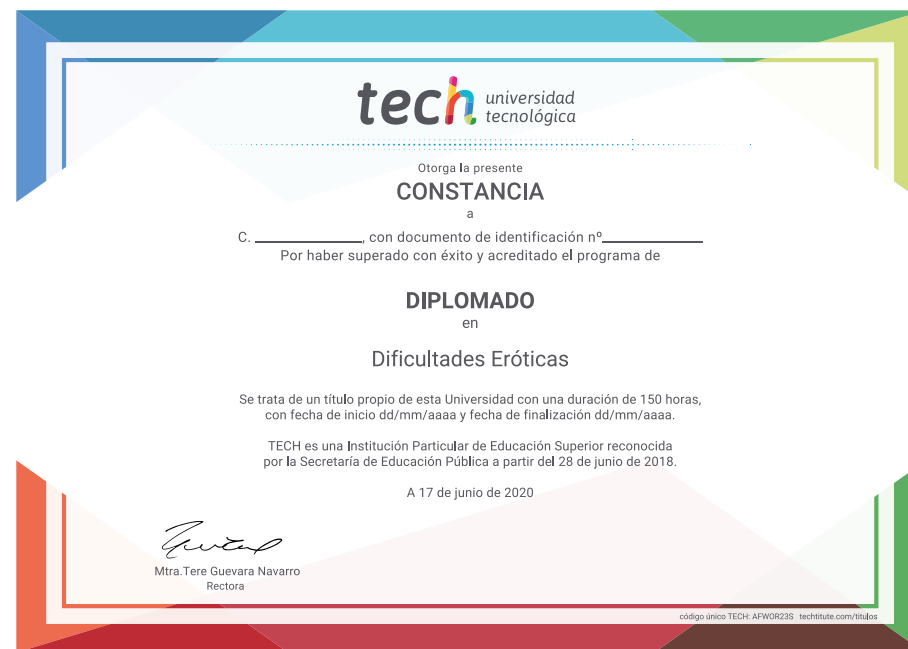 tech universidad
tecnológica
Otorga la presente
CONSTANCIA
a
C. ______________, con documento de identificación nº_____________
Por haber superado con éxito y acreditado el programa de
DIPLOMADO
en
Dificultades Eróticas
Se trata de un título propio de esta Universidad con una duración de 150 horas,
con fecha de inicio dd/mm/aaaa y fecha de finalización dd/mm/aaaa.
TECH es una Institución Particular de Educación Superior reconocida
por la Secretaría de Educación Pública a partir del 28 de junio de 2018.
A 17 de junio de 2020
Mtra.Tere Guevara Navarro
Rectora
código único TECH: AFWOR23S techtitute.com/titulos